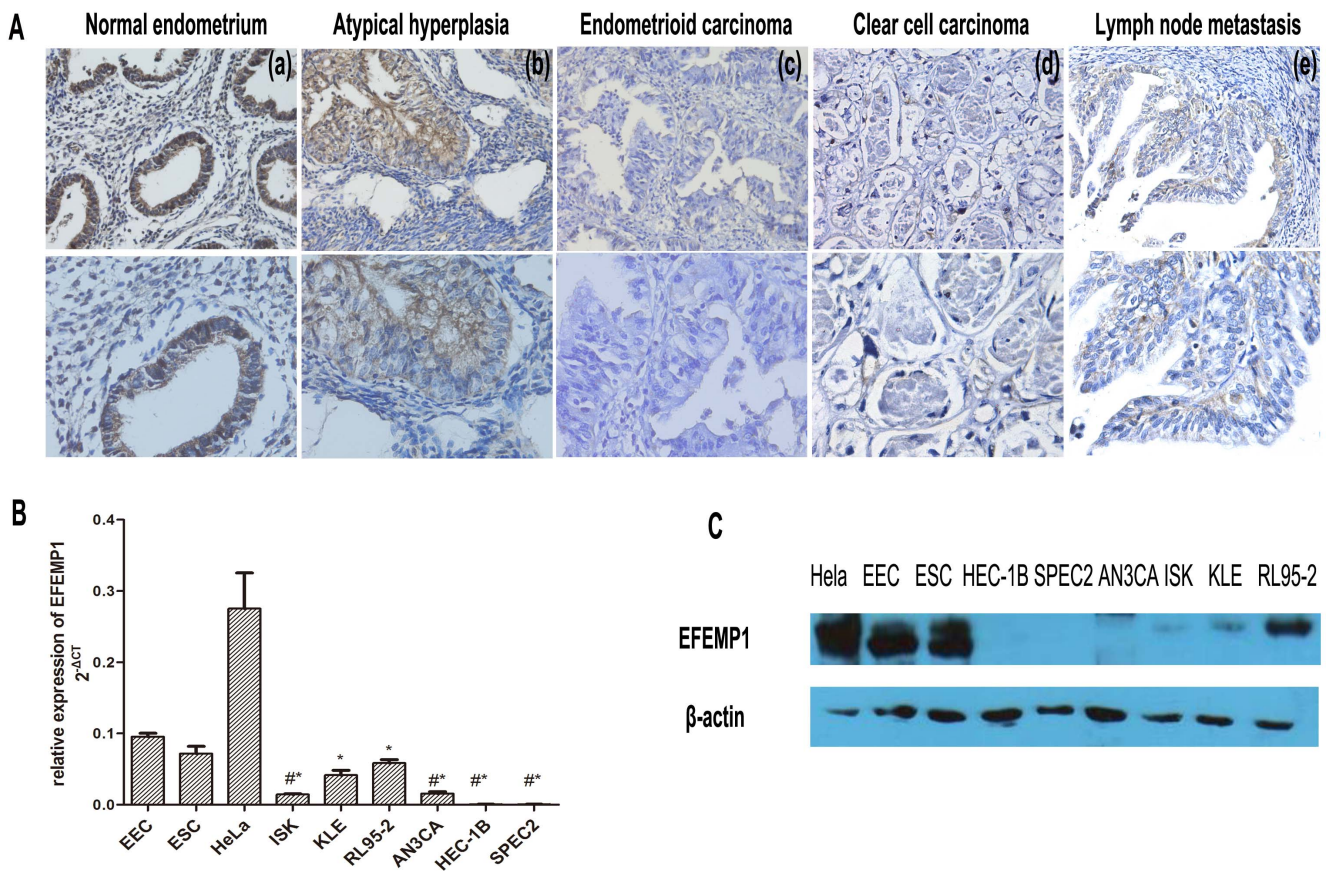 A
Normal endometrium Atypical hyperplasia Endometrioid carcinoma Clear cell carcinoma Lymph node metastasis
(a) (b) (c) (d) (e)
B
relative expression of EFEMP1
2^-ΔCT
0.4
0.3
0.2
0.1
0.0
#* * * #* #* #*
EEC ESC HeLa ISK KLE RL95-2 AN3CA HEC-1B SPEC2
C
Hela EEC ESC HEC-1B SPEC2 AN3CA ISK KLE RL95-2
EFEMP1
β-actin